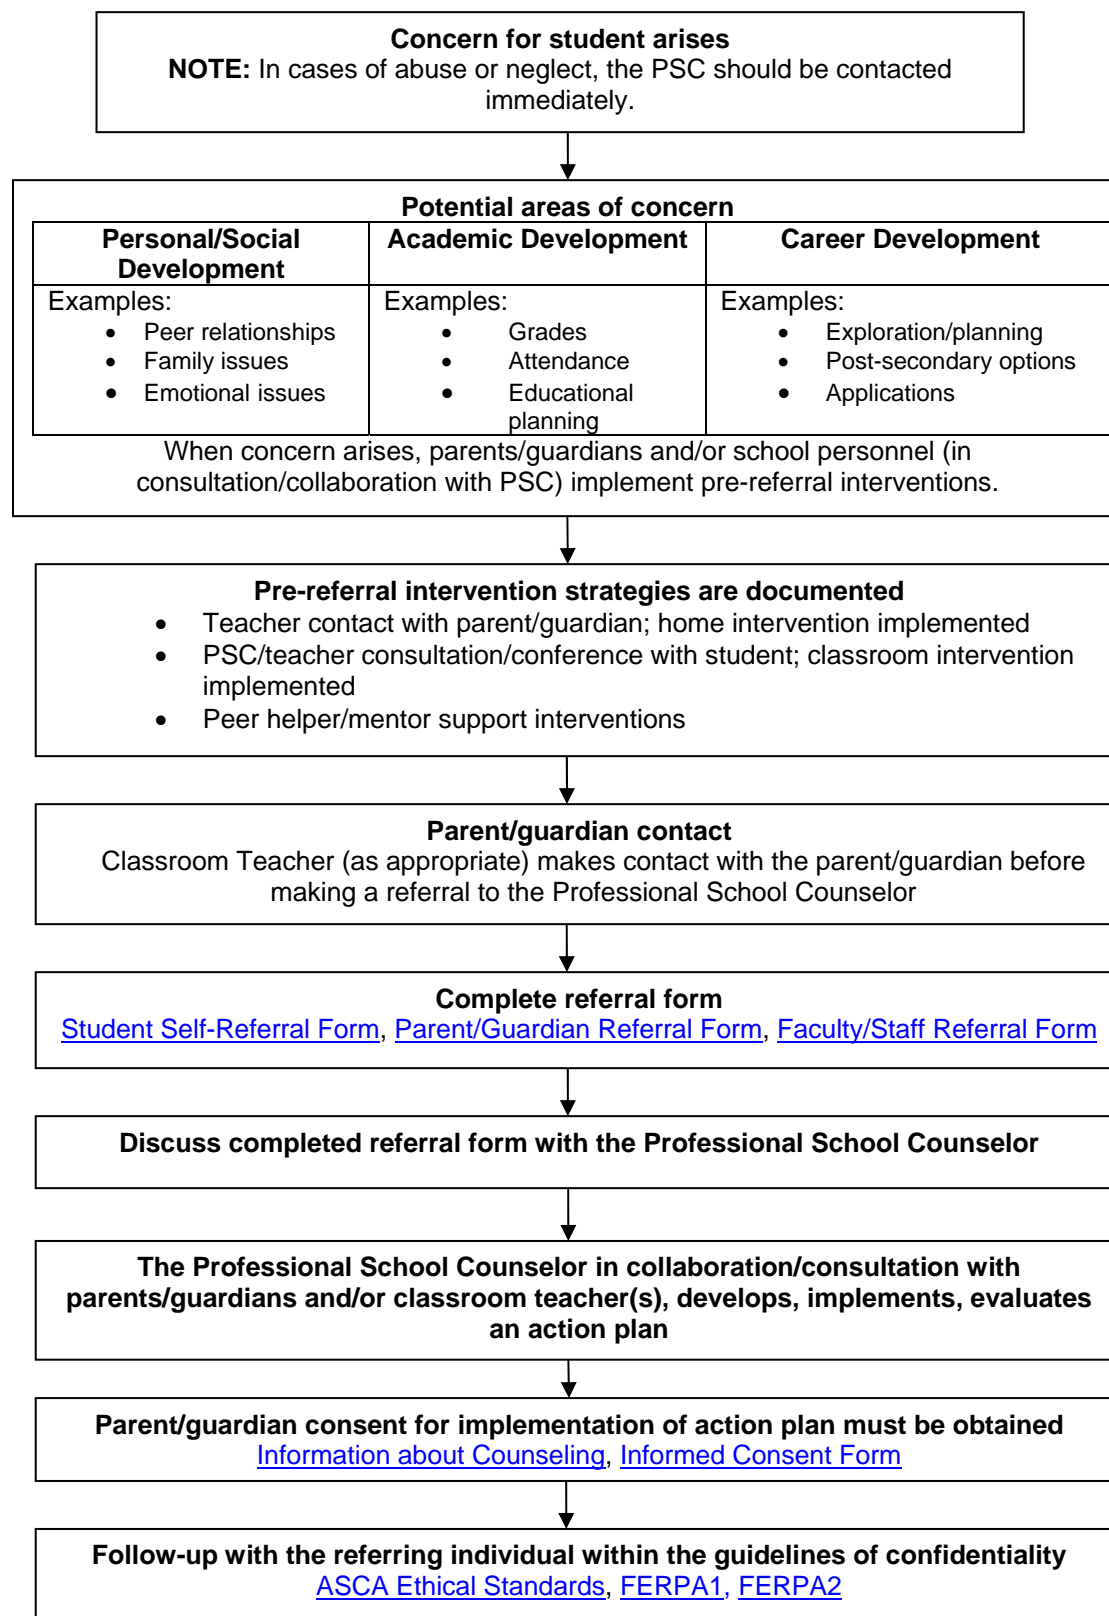 Concern for student arises
NOTE: In cases of abuse or neglect, the PSC should be contacted
immediately.
Potential areas of concern
Personal/Social
Development
Academic Development
Career Development
Examples:
• Peer relationships
• Family issues
• Emotional issues
Examples:
• Grades
• Attendance
• Educational
planning
Examples:
• Exploration/planning
• Post-secondary options
• Applications
When concern arises, parents/guardians and/or school personnel (in
consultation/collaboration with PSC) implement pre-referral interventions.
Pre-referral intervention strategies are documented
• Teacher contact with parent/guardian; home intervention implemented
• PSC/teacher consultation/conference with student; classroom intervention
implemented
• Peer helper/mentor support interventions
Parent/guardian contact
Classroom Teacher (as appropriate) makes contact with the parent/guardian before
making a referral to the Professional School Counselor
Complete referral form
Student Self-Referral Form, Parent/Guardian Referral Form, Faculty/Staff Referral Form
Discuss completed referral form with the Professional School Counselor
The Professional School Counselor in collaboration/consultation with
parents/guardians and/or classroom teacher(s), develops, implements, evaluates
an action plan
Parent/guardian consent for implementation of action plan must be obtained
Information about Counseling, Informed Consent Form
Follow-up with the referring individual within the guidelines of confidentiality
ASCA Ethical Standards, FERPA1, FERPA2